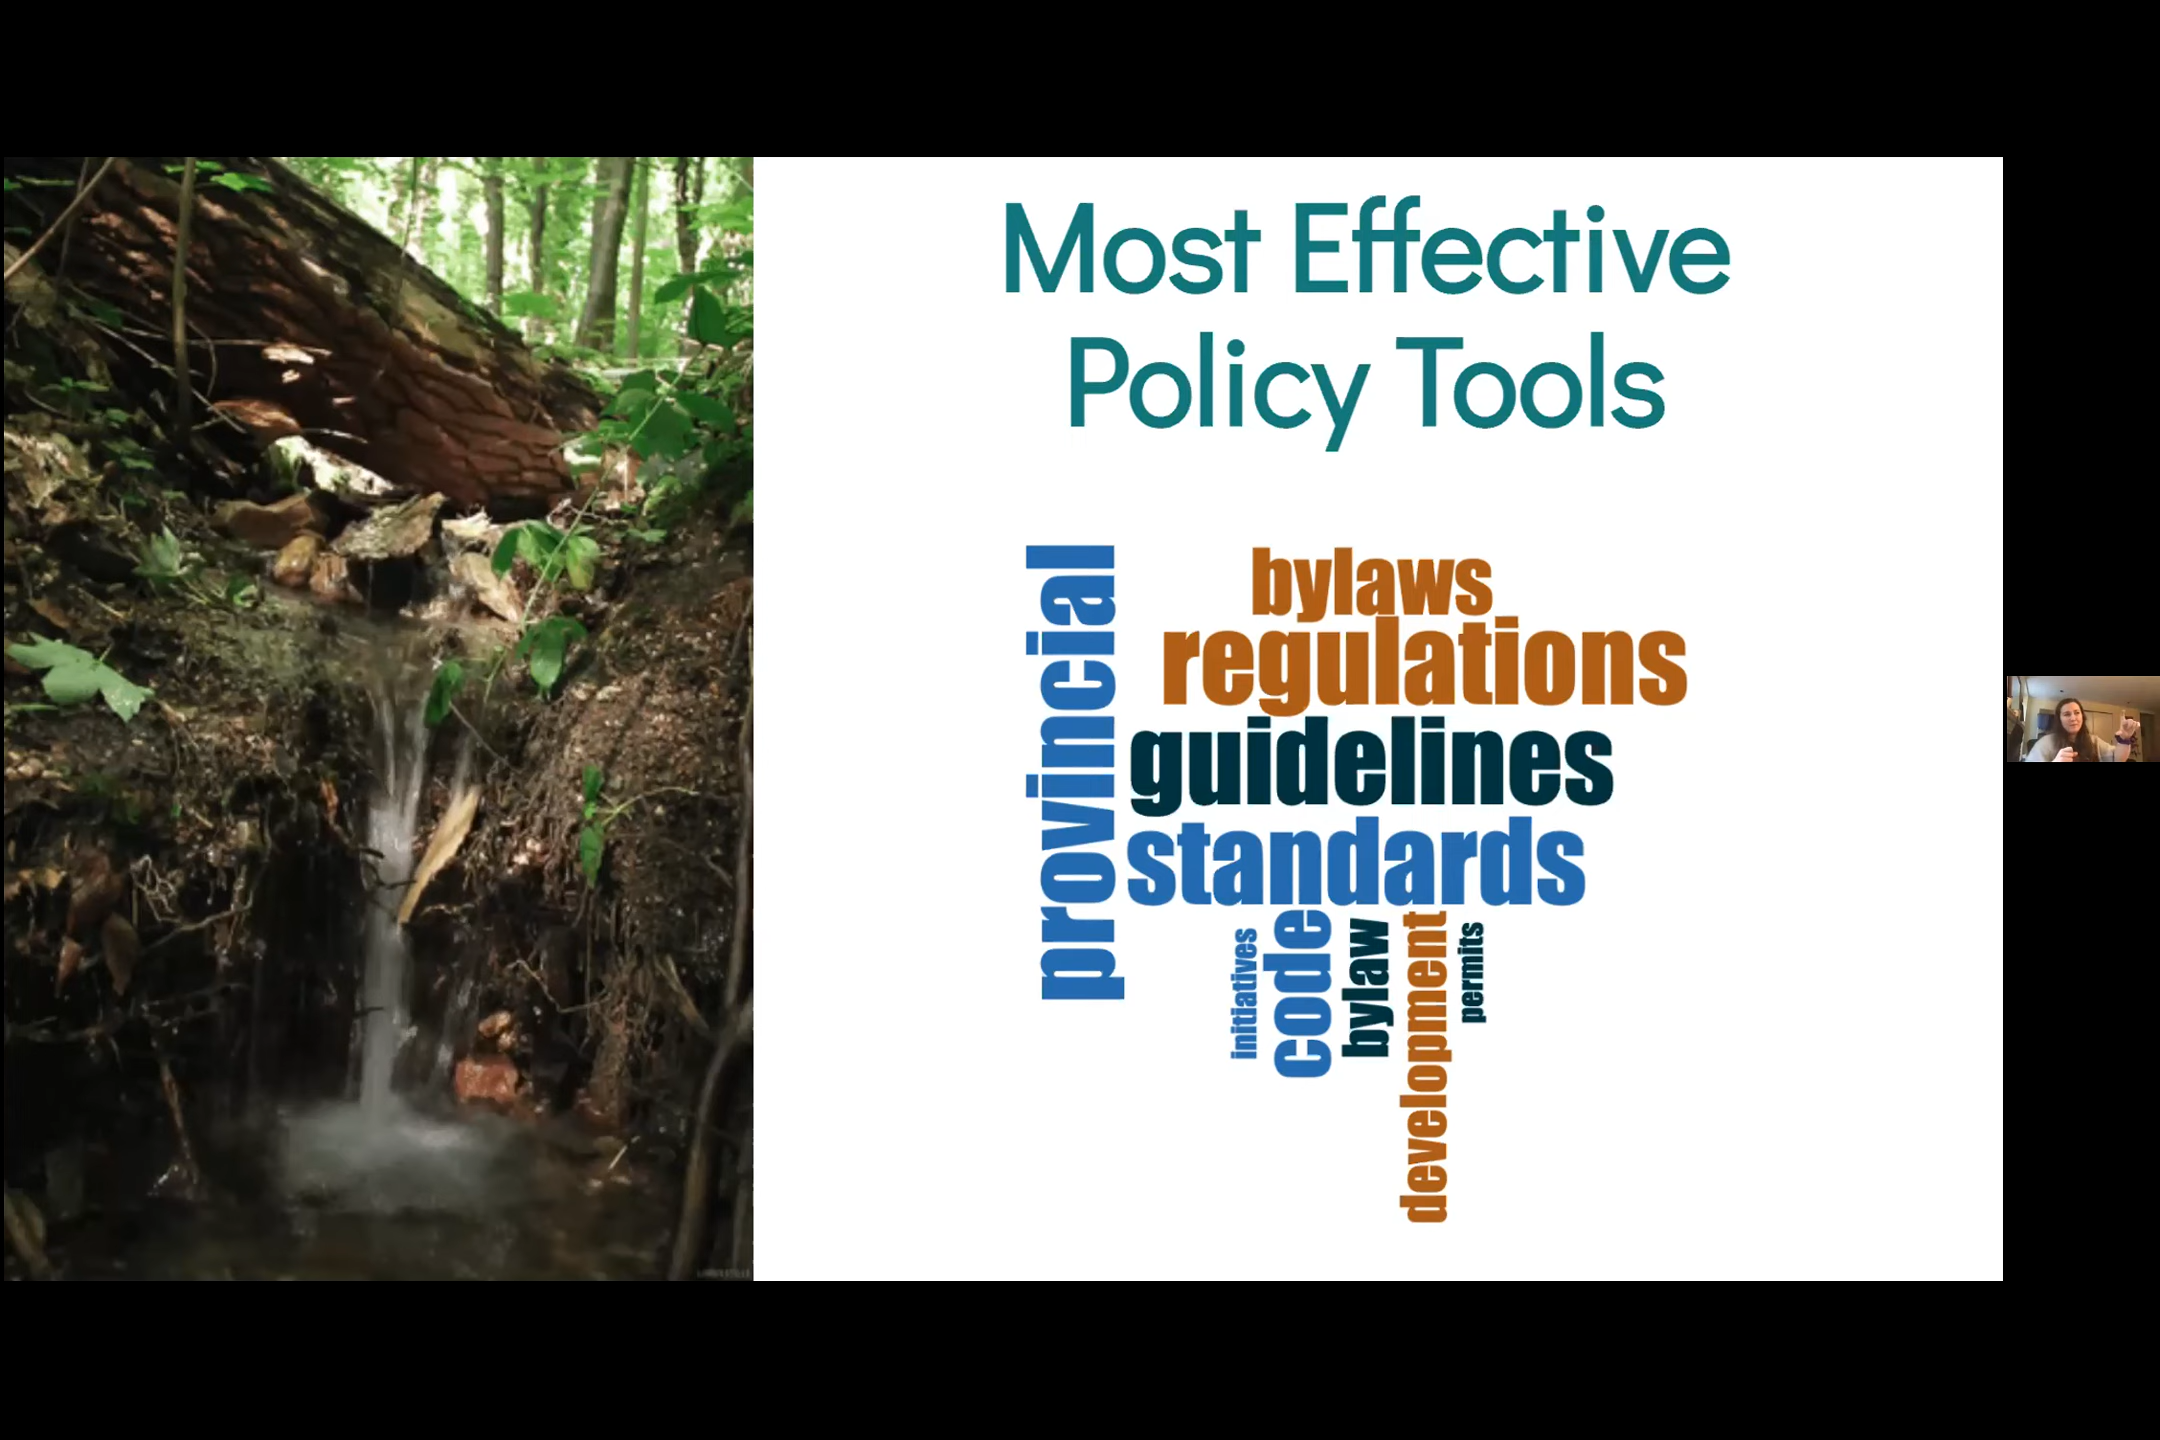 Most Effective
Policy Tools
provincial
bylaws
regulations
guidelines
standards
initiatives
code
bylaw
development
permits